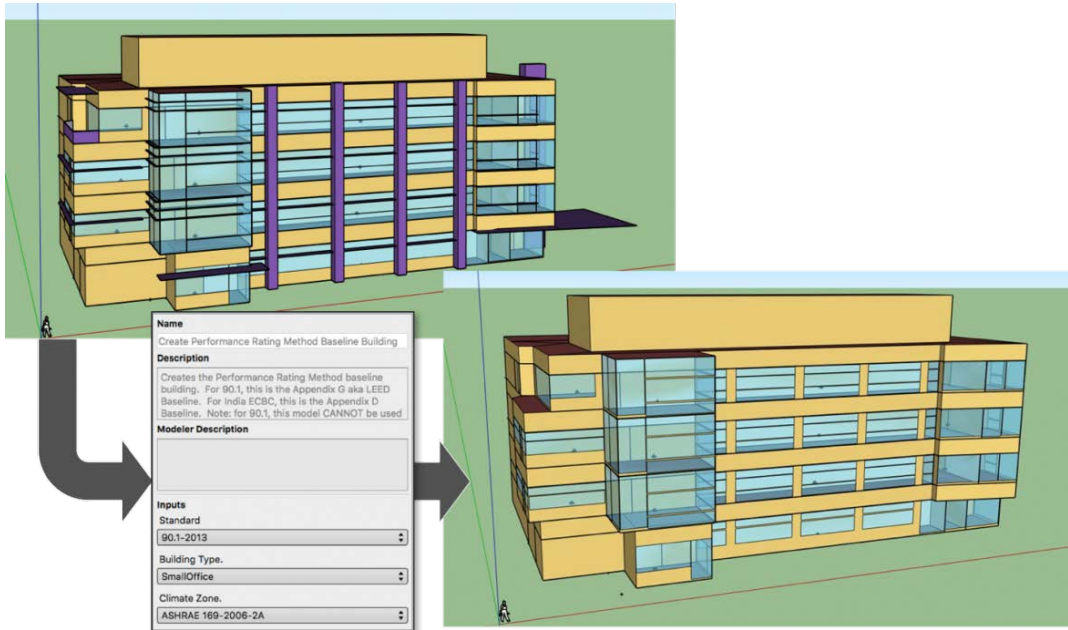 Name
Create Performance Rating Method Baseline Building
Description
Creates the Performance Rating Method baseline
building. For 90.1, this is the Appendix G aka LEED
Baseline. For India ECBC, this is the Appendix D
Baseline. Note: for 90.1, this model CANNOT be used
Modeler Description
Inputs
Standard
90.1-2013
Building Type.
SmallOffice
Climate Zone.
ASHRAE 169-2006-2A